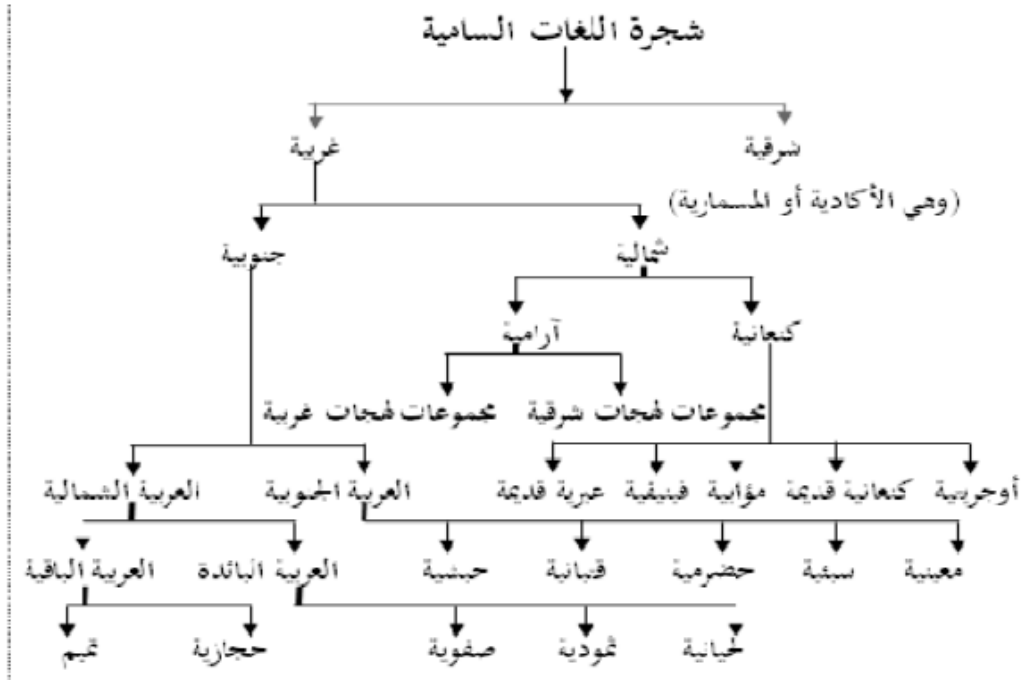 شجرة اللغات السامية
شرقية غربية
(وهي الأكادية أو المسمارية)
شمالية جنوبية
كنعانية آرامية
مجموعات لهجات شرقية مجموعات لهجات غربية
أوجريتية كنعانية قديمة مؤابية فينيقية عبرية قديمة العربية الجنوبية العربية الشمالية
معينية سبئية حضرمية قتبانية حبشية العربية البائدة العربية الباقية
لحيانية ثمودية صفوية حجازية تميم